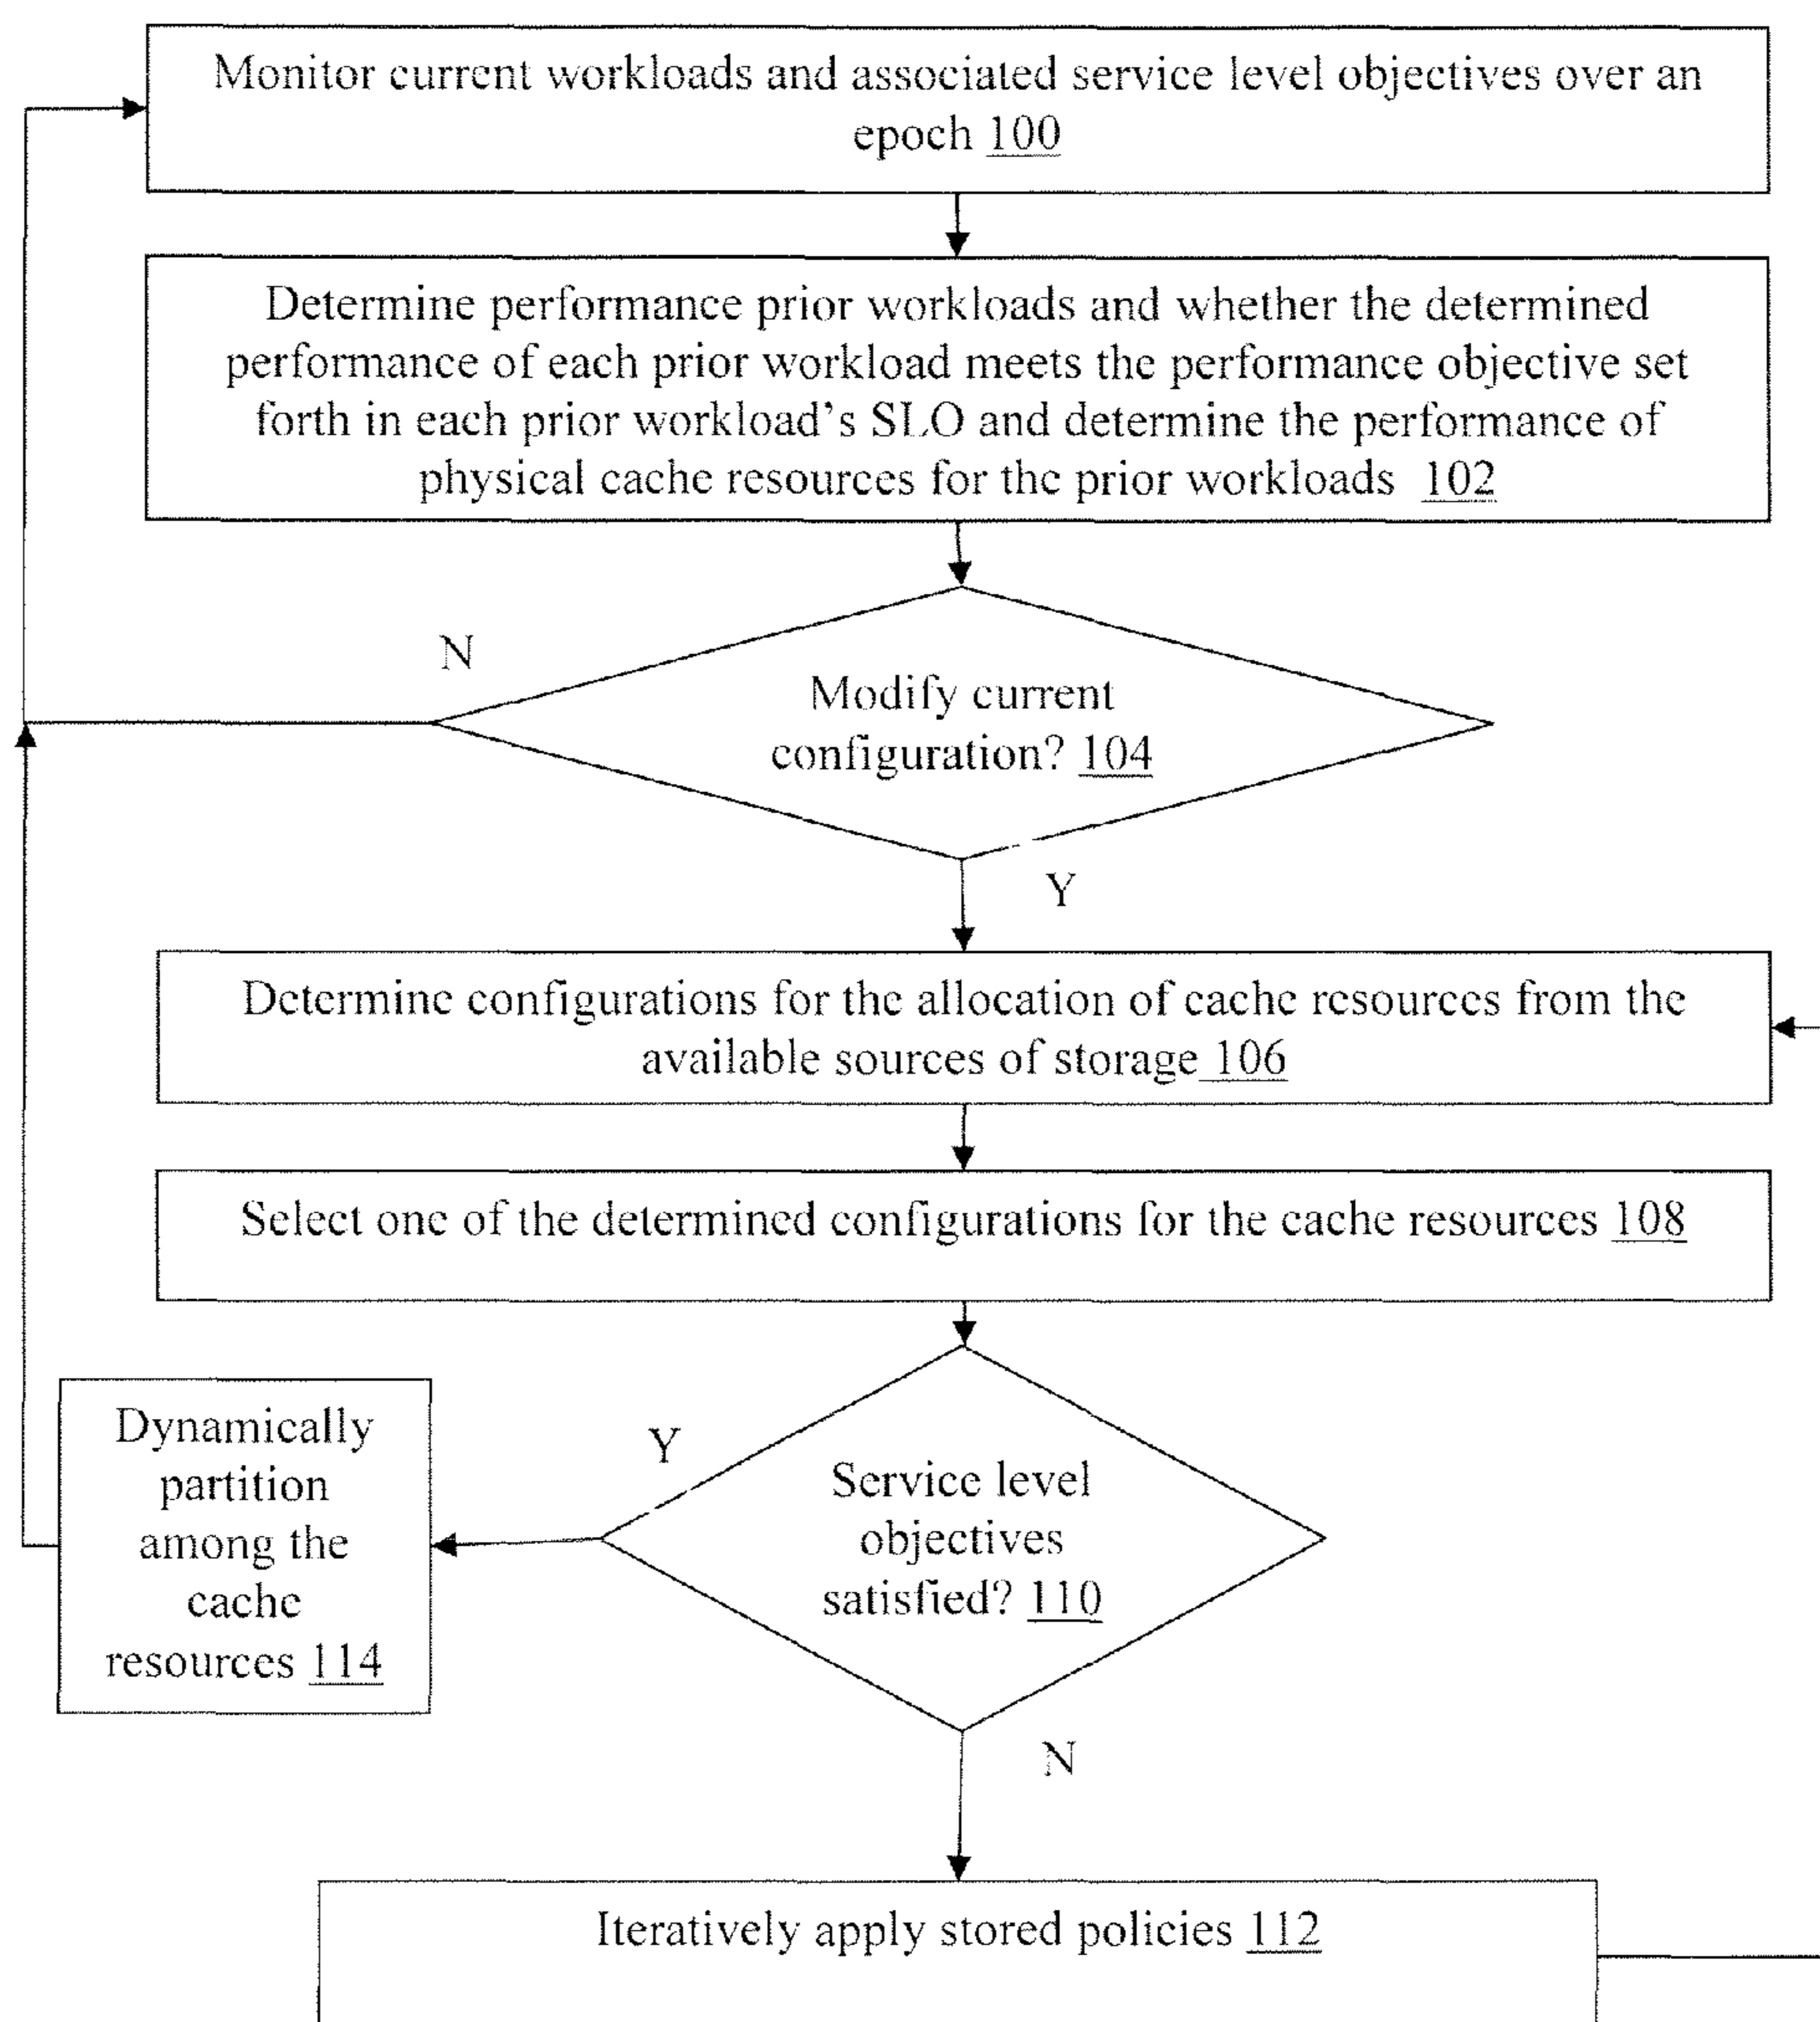 Monitor current workloads and associated service level objectives over an
epoch 100
Determine performance prior workloads and whether the determined
performance of each prior workload meets the performance objective set
forth in each prior workload's SLO and determine the performance of
physical cache resources for the prior workloads 102
N
Modify current
configuration? 104
Y
Determine configurations for the allocation of cache resources from the
available sources of storage 106
Select one of the determined configurations for the cache resources 108
Dynamically
partition
among the
cache
resources 114
Y
Service level
objectives
satisfied? 110
N
Iteratively apply stored policies 112